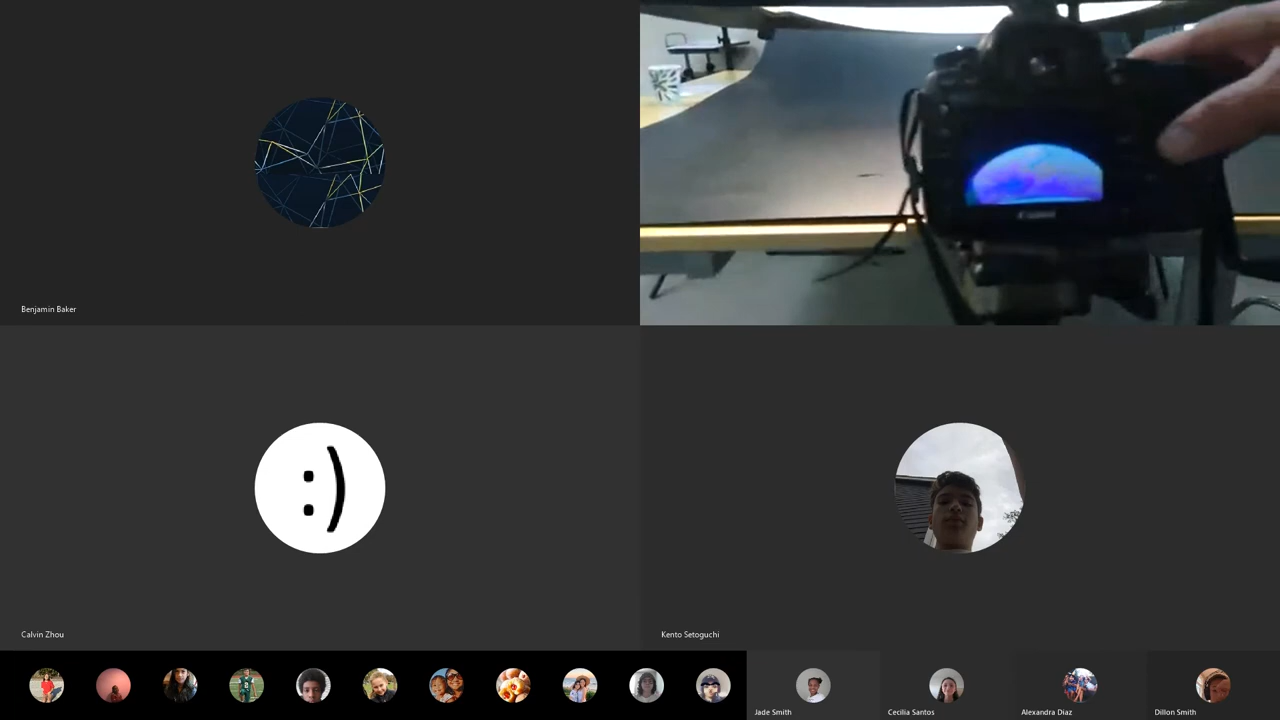 Benjamin Baker
Canon
:)
Calvin Zhou
Kento Setoguchi
Jade Smith
Cecilia Santos
Alexandra Diaz
Dillon Smith